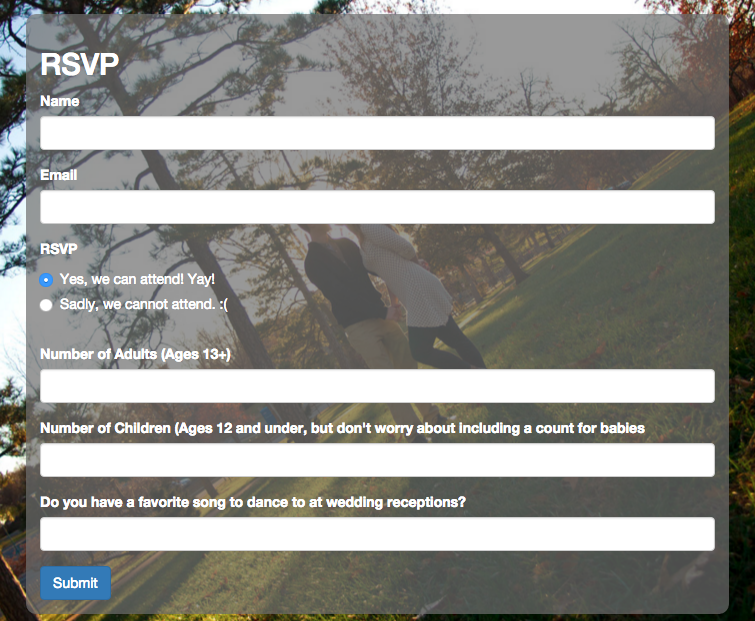 RSVP
Name
Email
RSVP
Yes, we can attend! Yay!
Sadly, we cannot attend. :(
Number of Adults (Ages 13+)
Number of Children (Ages 12 and under, but don't worry about including a count for babies
Do you have a favorite song to dance to at wedding receptions?
Submit